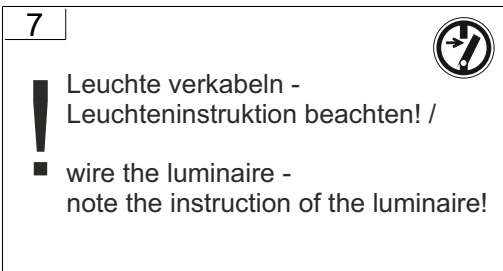 7
! Leuchte verkabeln -
Leuchteninstruktion beachten! /
wire the luminaire -
note the instruction of the luminaire!